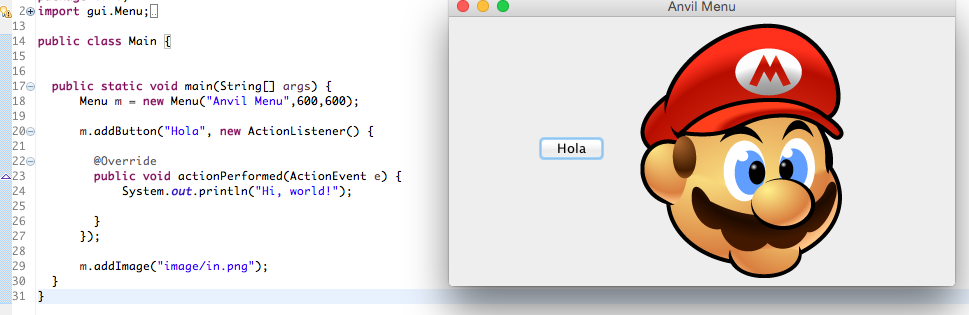 2 import gui.Menu;
13
14 public class Main {
15
16
17 public static void main(String[] args) {
18 Menu m = new Menu("Anvil Menu",600,600);
19
20 m.addButton("Hola", new ActionListener() {
21
22 @Override
23 public void actionPerformed(ActionEvent e) {
24 System.out.println("Hi, world!");
25
26 }
27 });
28
29 m.addImage("image/in.png");
30 }
31 }
Anvil Menu
M
Hola